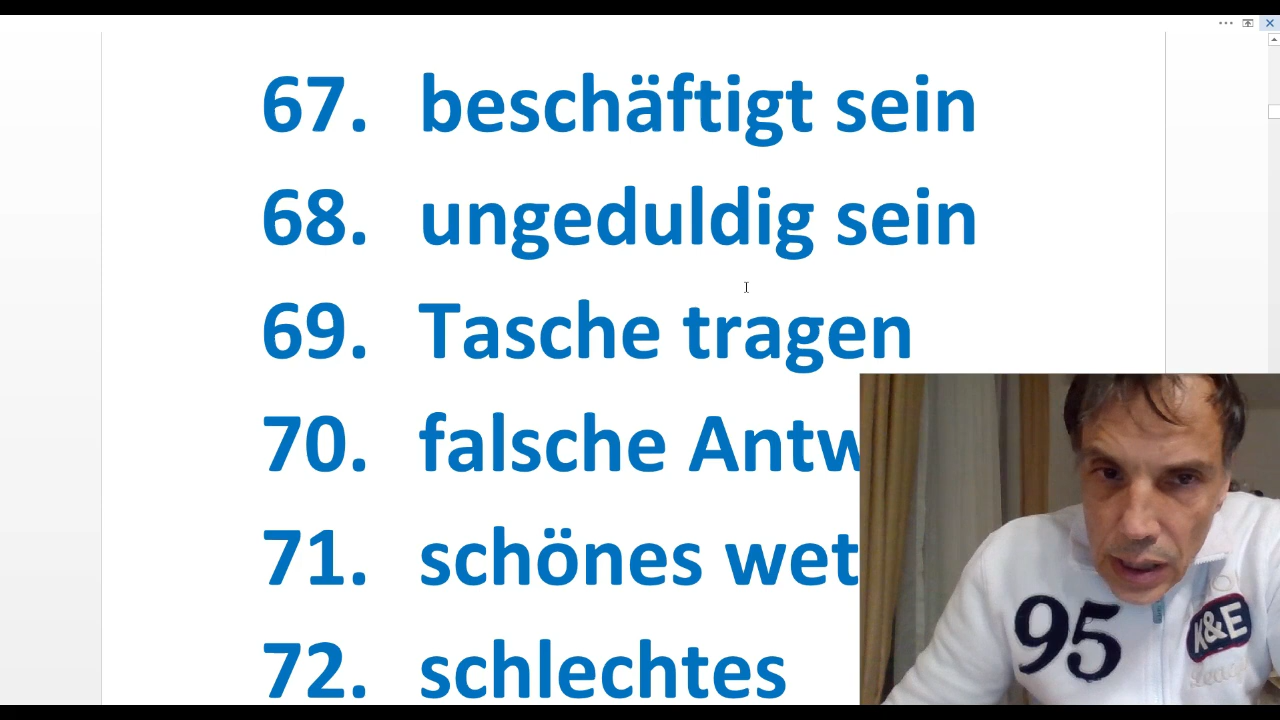 67. beschäftigt sein
68. ungeduldig sein
69. Tasche tragen
70. falsche Antw
71. schönes wet
72. schlechtes
95
K&E